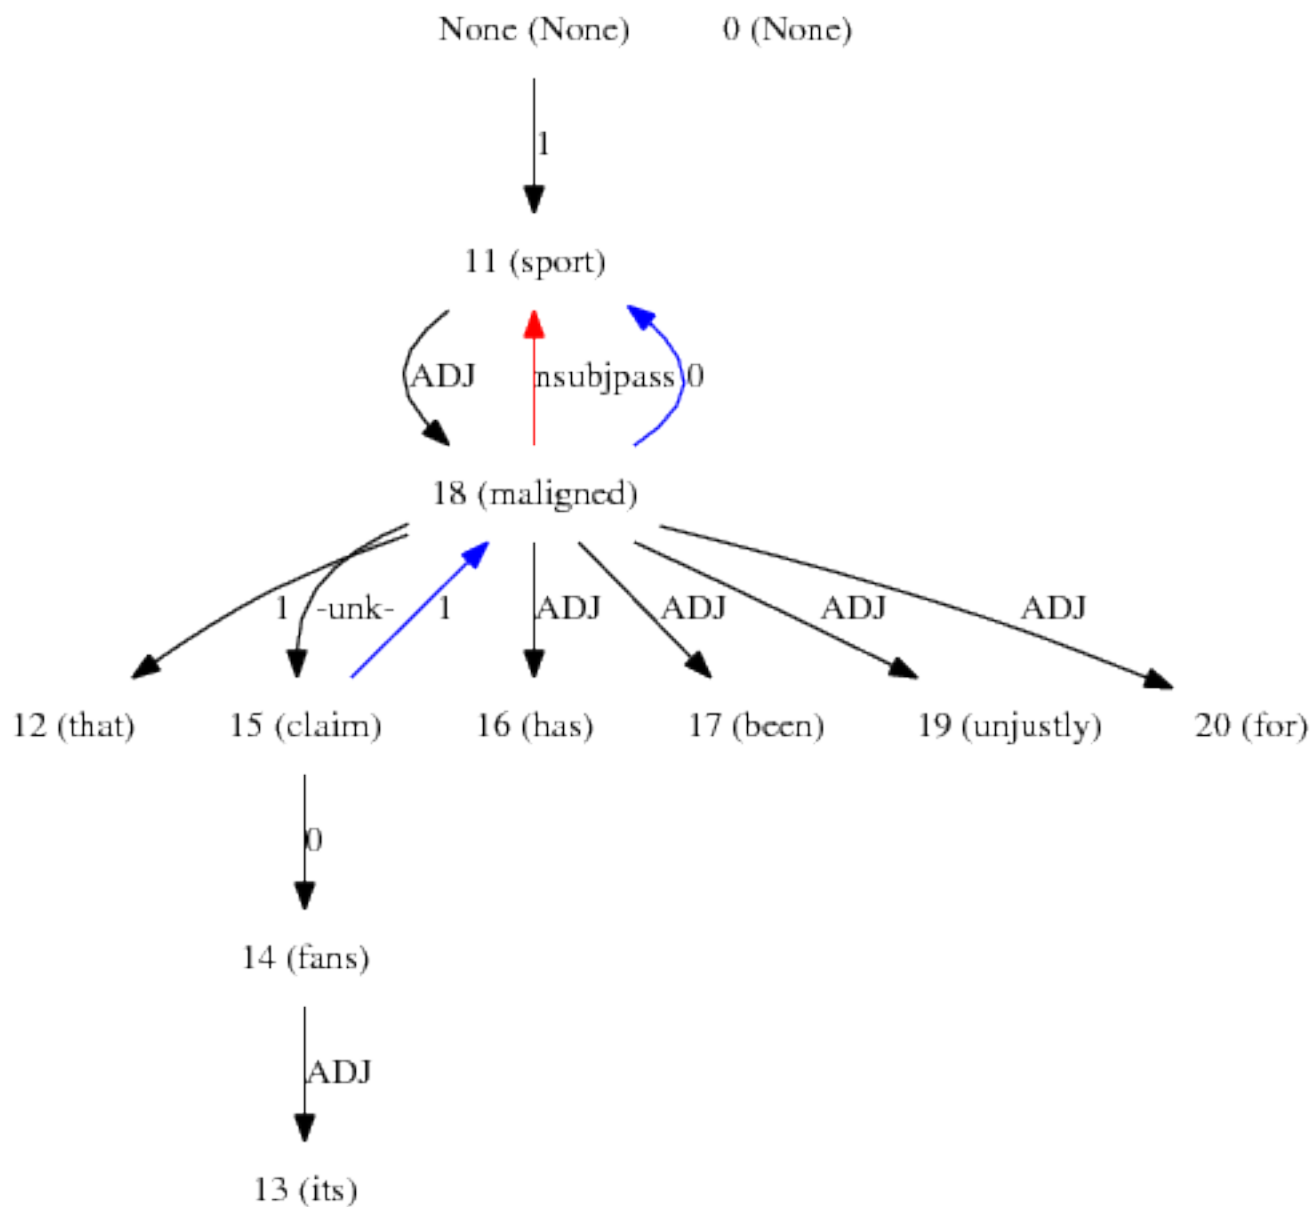 None (None) 0 (None)
1
11 (sport)
ADJ nsubjpass 0
18 (maligned)
1 -unk- 1 ADJ ADJ ADJ ADJ
12 (that) 15 (claim) 16 (has) 17 (been) 19 (unjustly) 20 (for)
0
14 (fans)
ADJ
13 (its)